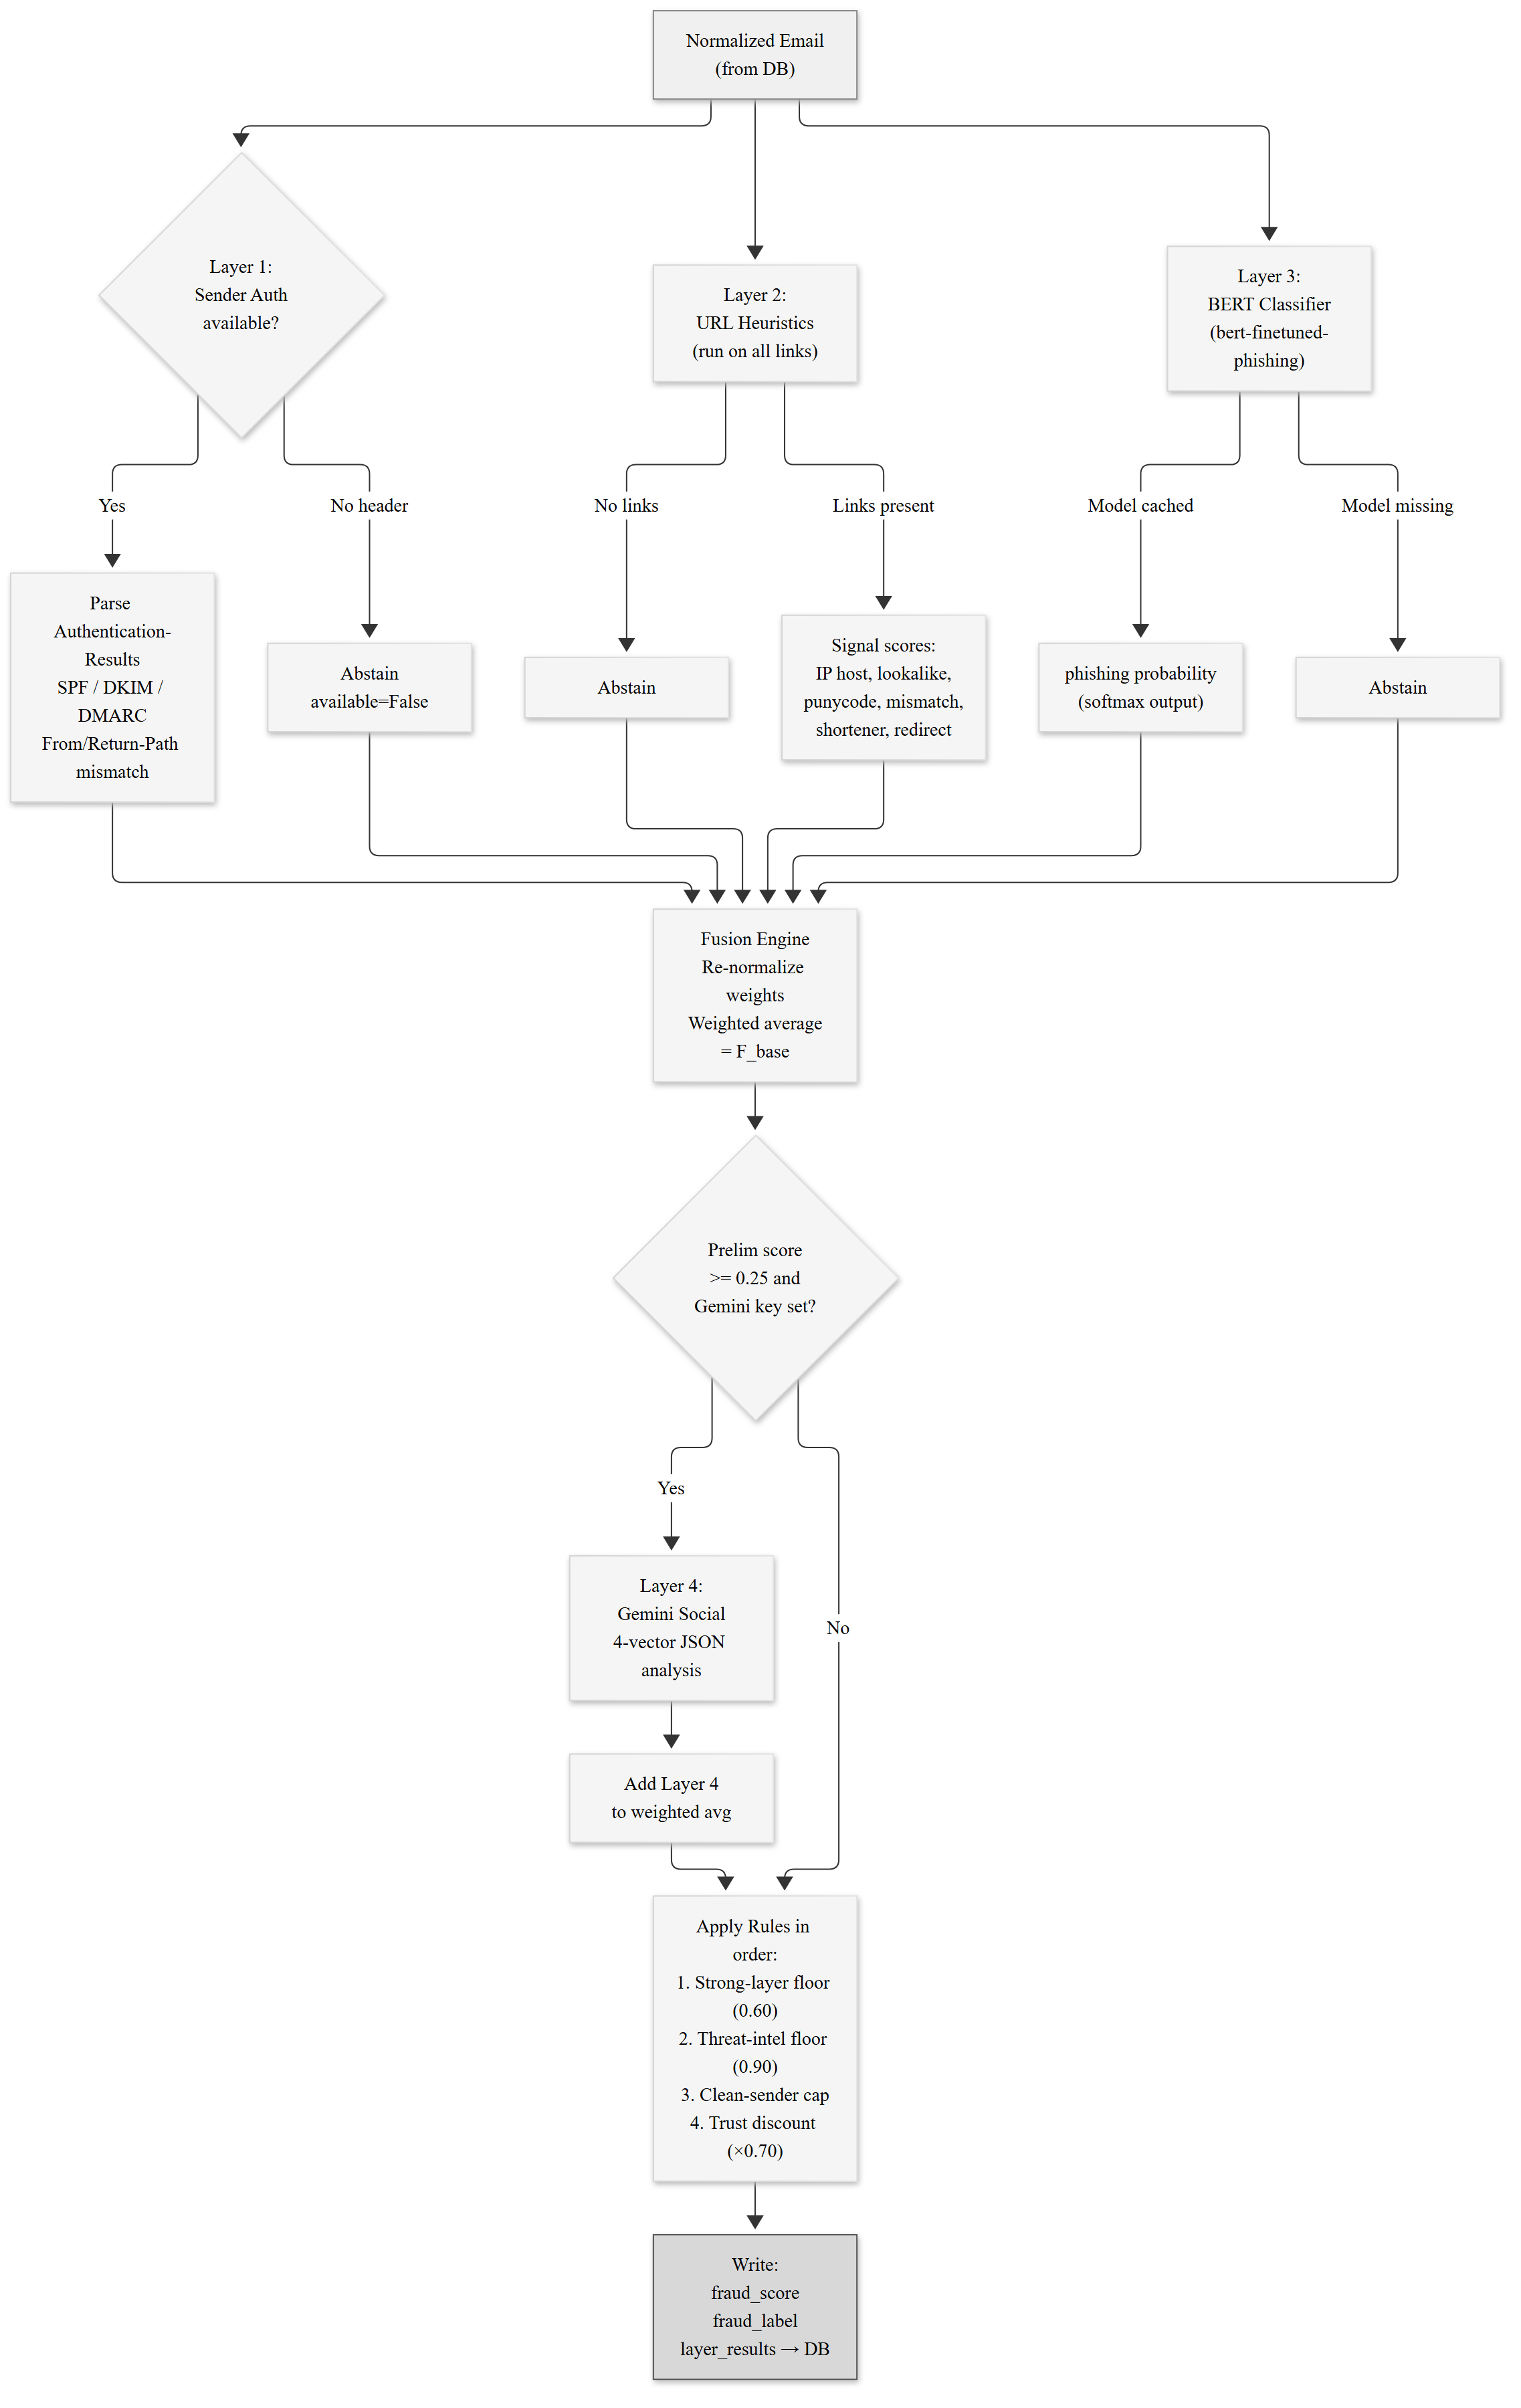 Normalized Email
(from DB)
Layer 1:
Sender Auth
available?
Layer 2:
URL Heuristics
(run on all links)
Layer 3:
BERT Classifier
(bert-finetuned-
phishing)
Yes
No header
No links
Links present
Model cached
Model missing
Parse
Authentication-
Results
SPF / DKIM /
DMARC
From/Return-Path
mismatch
Abstain
available=False
Abstain
Signal scores:
IP host, lookalike,
punycode, mismatch,
shortener, redirect
phishing probability
(softmax output)
Abstain
Fusion Engine
Re-normalize
weights
Weighted average
= F_base
Prelim score
>= 0.25 and
Gemini key set?
Yes
No
Layer 4:
Gemini Social
4-vector JSON
analysis
Add Layer 4
to weighted avg
Apply Rules in
order:
1. Strong-layer floor
(0.60)
2. Threat-intel floor
(0.90)
3. Clean-sender cap
4. Trust discount
(×0.70)
Write:
fraud_score
fraud_label
layer_results → DB